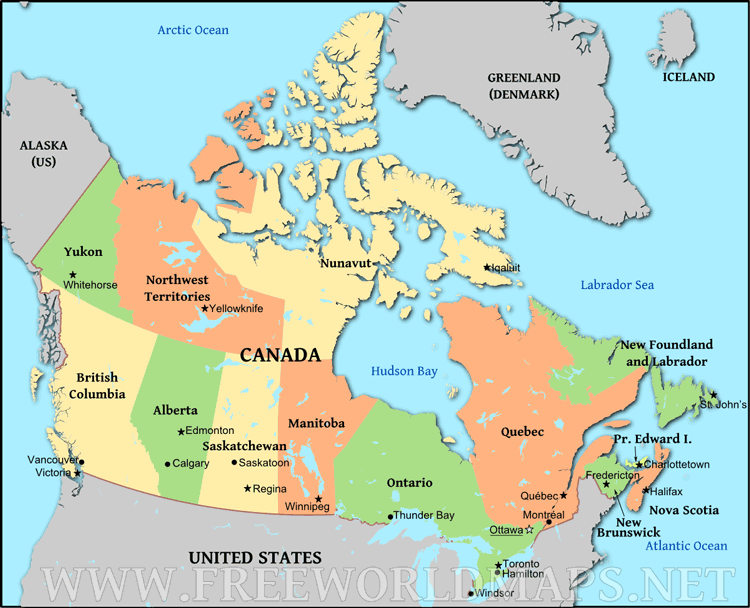 Arctic Ocean
GREENLAND
(DENMARK)
ICELAND
ALASKA
(US)
Yukon
Whitehorse
Northwest
Territories
Yellowknife
Nunavut
Iqaluit
Labrador Sea
CANADA
Hudson Bay
New Foundland
and Labrador
St. John's
British
Columbia
Alberta
Edmonton
Saskatchewan
Manitoba
Quebec
Pr. Edward I.
Vancouver
Victoria
Calgary
Saskatoon
Regina
Winnipeg
Ontario
Thunder Bay
Québec
Montréal
Ottawa
Charlottetown
Fredericton
Halifax
Nova Scotia
New
Brunswick
Atlantic Ocean
UNITED STATES
Toronto
Hamilton
Windsor
WWW.FREEWORLDMAPS.NET